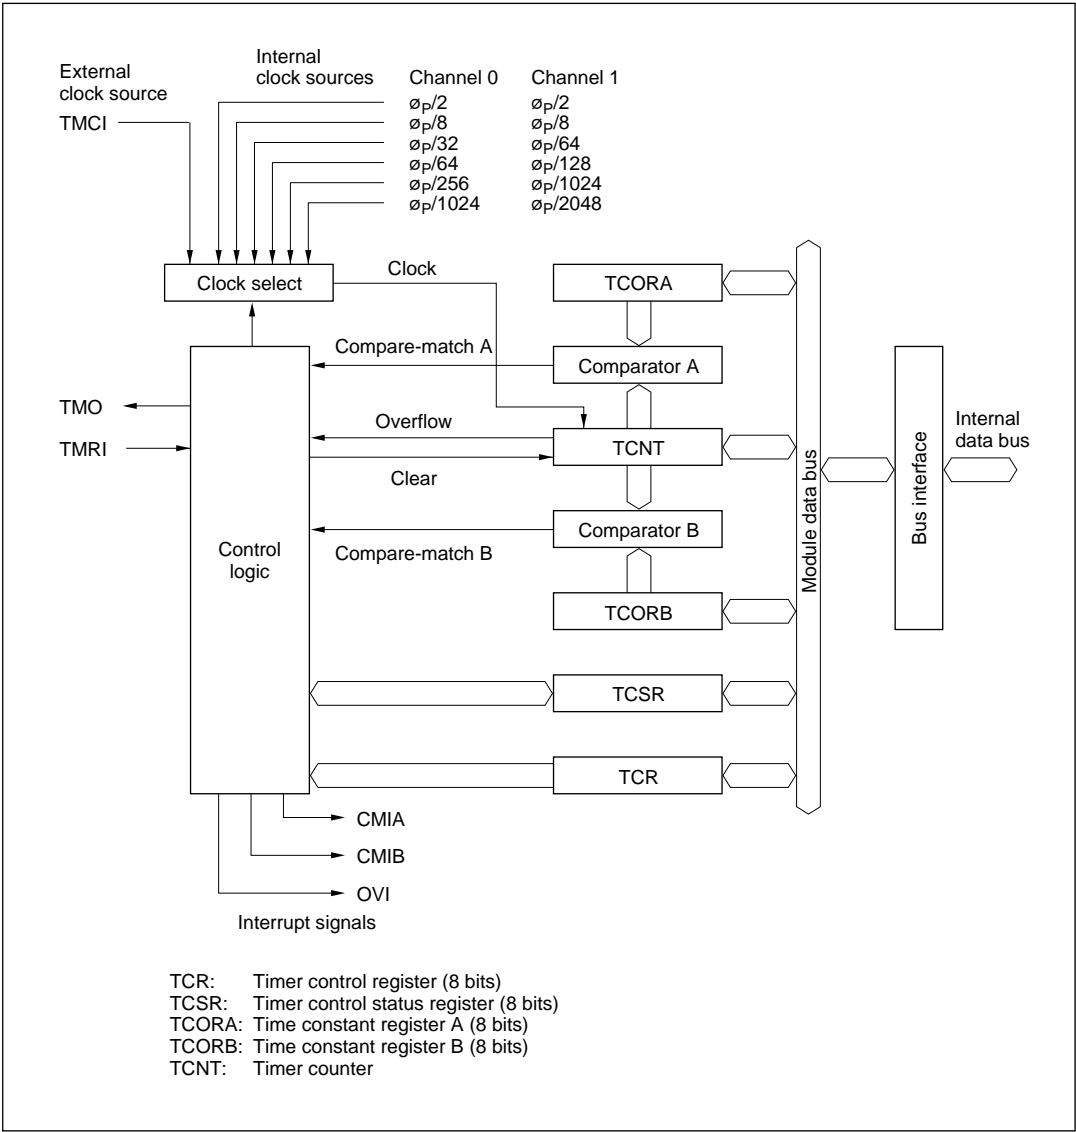 External
clock source
TMCI
Internal
clock sources
Channel 0
Channel 1
øP/2
øP/2
øP/8
øP/8
øP/32
øP/64
øP/64
øP/128
øP/256
øP/1024
øP/1024
øP/2048
Clock select
Clock
TCORA
Compare-match A
Comparator A
TMO
TMRI
Overflow
TCNT
Clear
Control
logic
Compare-match B
Comparator B
TCORB
TCSR
TCR
Module data bus
Bus interface
Internal
data bus
CMIA
CMIB
OVI
Interrupt signals
TCR: Timer control register (8 bits)
TCSR: Timer control status register (8 bits)
TCORA: Time constant register A (8 bits)
TCORB: Time constant register B (8 bits)
TCNT: Timer counter